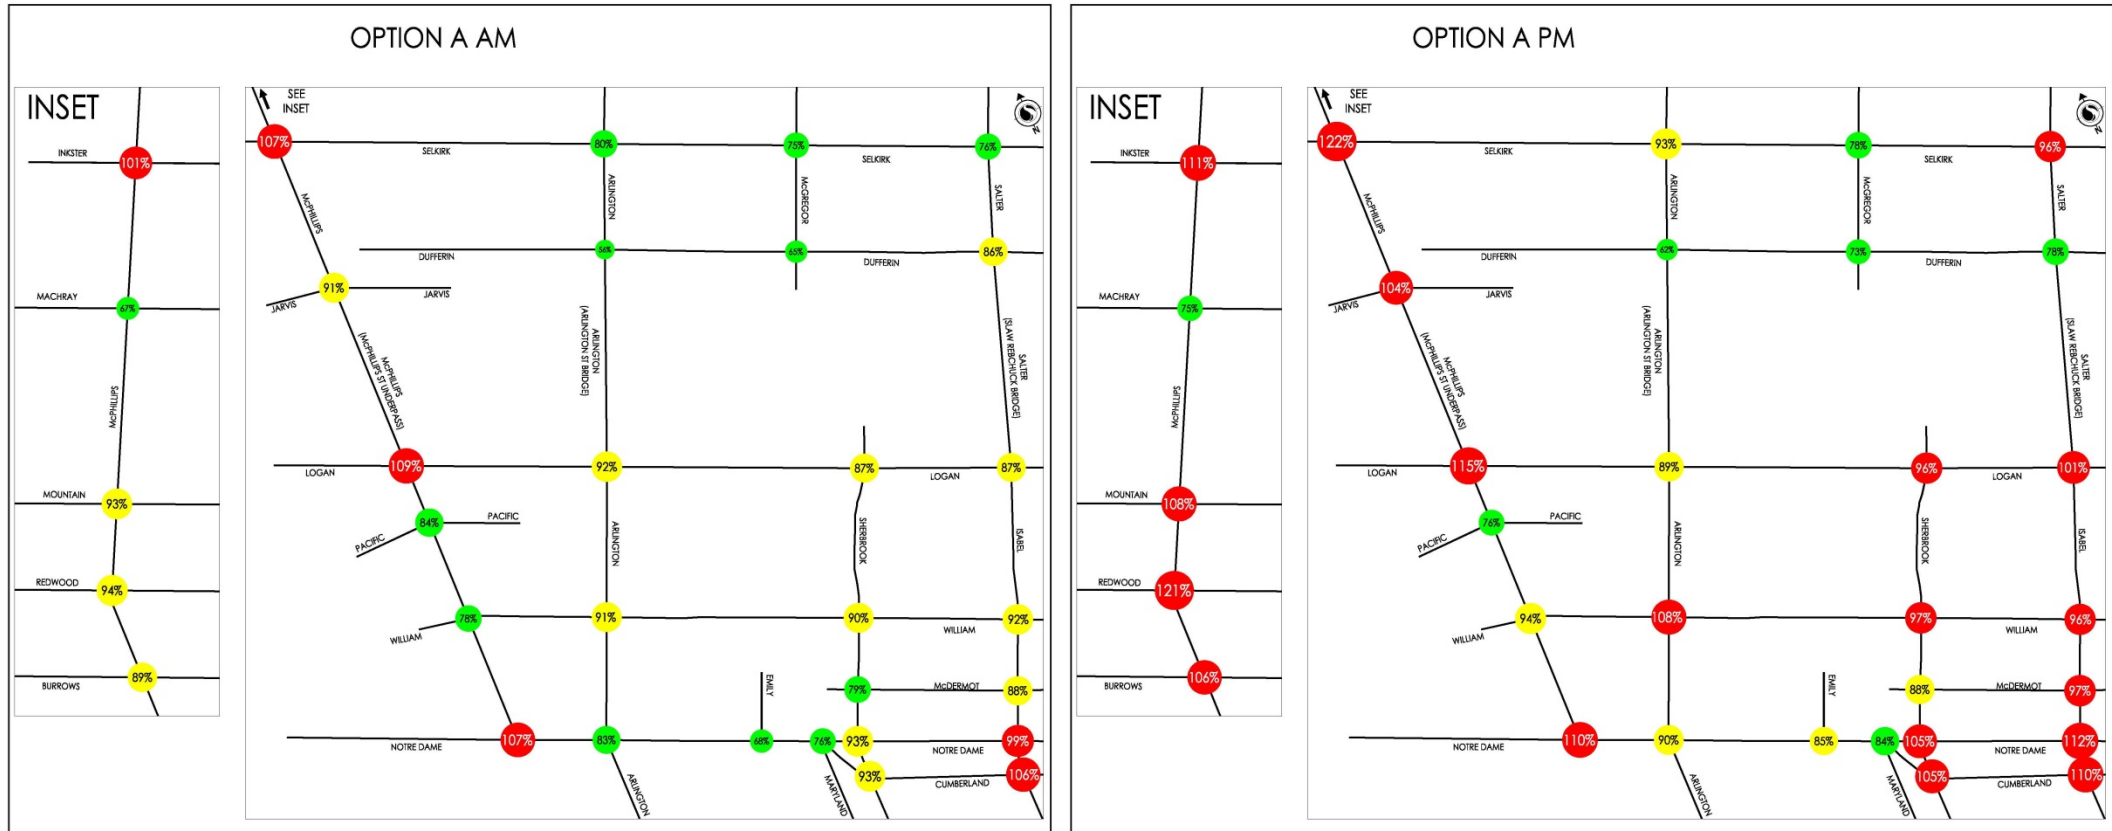 OPTION A AM
INSET
INKSTER
101%
MACHRAY
67%
McPHILLIPS
MOUNTAIN
93%
REDWOOD
94%
BURROWS
89%
SEE
INSET
N
107%
80%
75%
76%
SELKIRK
SELKIRK
McPHILLIPS
ARLINGTON
McGREGOR
SALTER
56%
65%
86%
DUFFERIN
DUFFERIN
91%
JARVIS
JARVIS
McPHILLIPS
(McPHILLIPS ST UNDERPASS)
ARLINGTON
(ARLINGTON ST BRIDGE)
SALTER
(SLAW REBCHUCK BRIDGE)
109%
92%
87%
87%
LOGAN
LOGAN
84%
PACIFIC
PACIFIC
ARLINGTON
SHERBROOK
ISABEL
78%
91%
90%
92%
WILLIAM
WILLIAM
EMILY
79%
McDERMOT
88%
107%
83%
68%
76%
93%
99%
NOTRE DAME
NOTRE DAME
93%
106%
CUMBERLAND
ARLINGTON
MARYLAND
OPTION A PM
INSET
INKSTER
111%
MACHRAY
75%
McPHILLIPS
MOUNTAIN
108%
REDWOOD
121%
BURROWS
106%
SEE
INSET
N
122%
93%
78%
96%
SELKIRK
SELKIRK
McPHILLIPS
ARLINGTON
McGREGOR
SALTER
62%
73%
78%
DUFFERIN
DUFFERIN
104%
JARVIS
JARVIS
McPHILLIPS
(McPHILLIPS ST UNDERPASS)
ARLINGTON
(ARLINGTON ST BRIDGE)
SALTER
(SLAW REBCHUCK BRIDGE)
115%
89%
96%
101%
LOGAN
LOGAN
76%
PACIFIC
PACIFIC
ARLINGTON
SHERBROOK
ISABEL
94%
108%
97%
96%
WILLIAM
WILLIAM
EMILY
88%
McDERMOT
97%
110%
90%
85%
84%
105%
112%
NOTRE DAME
NOTRE DAME
105%
110%
CUMBERLAND
ARLINGTON
MARYLAND